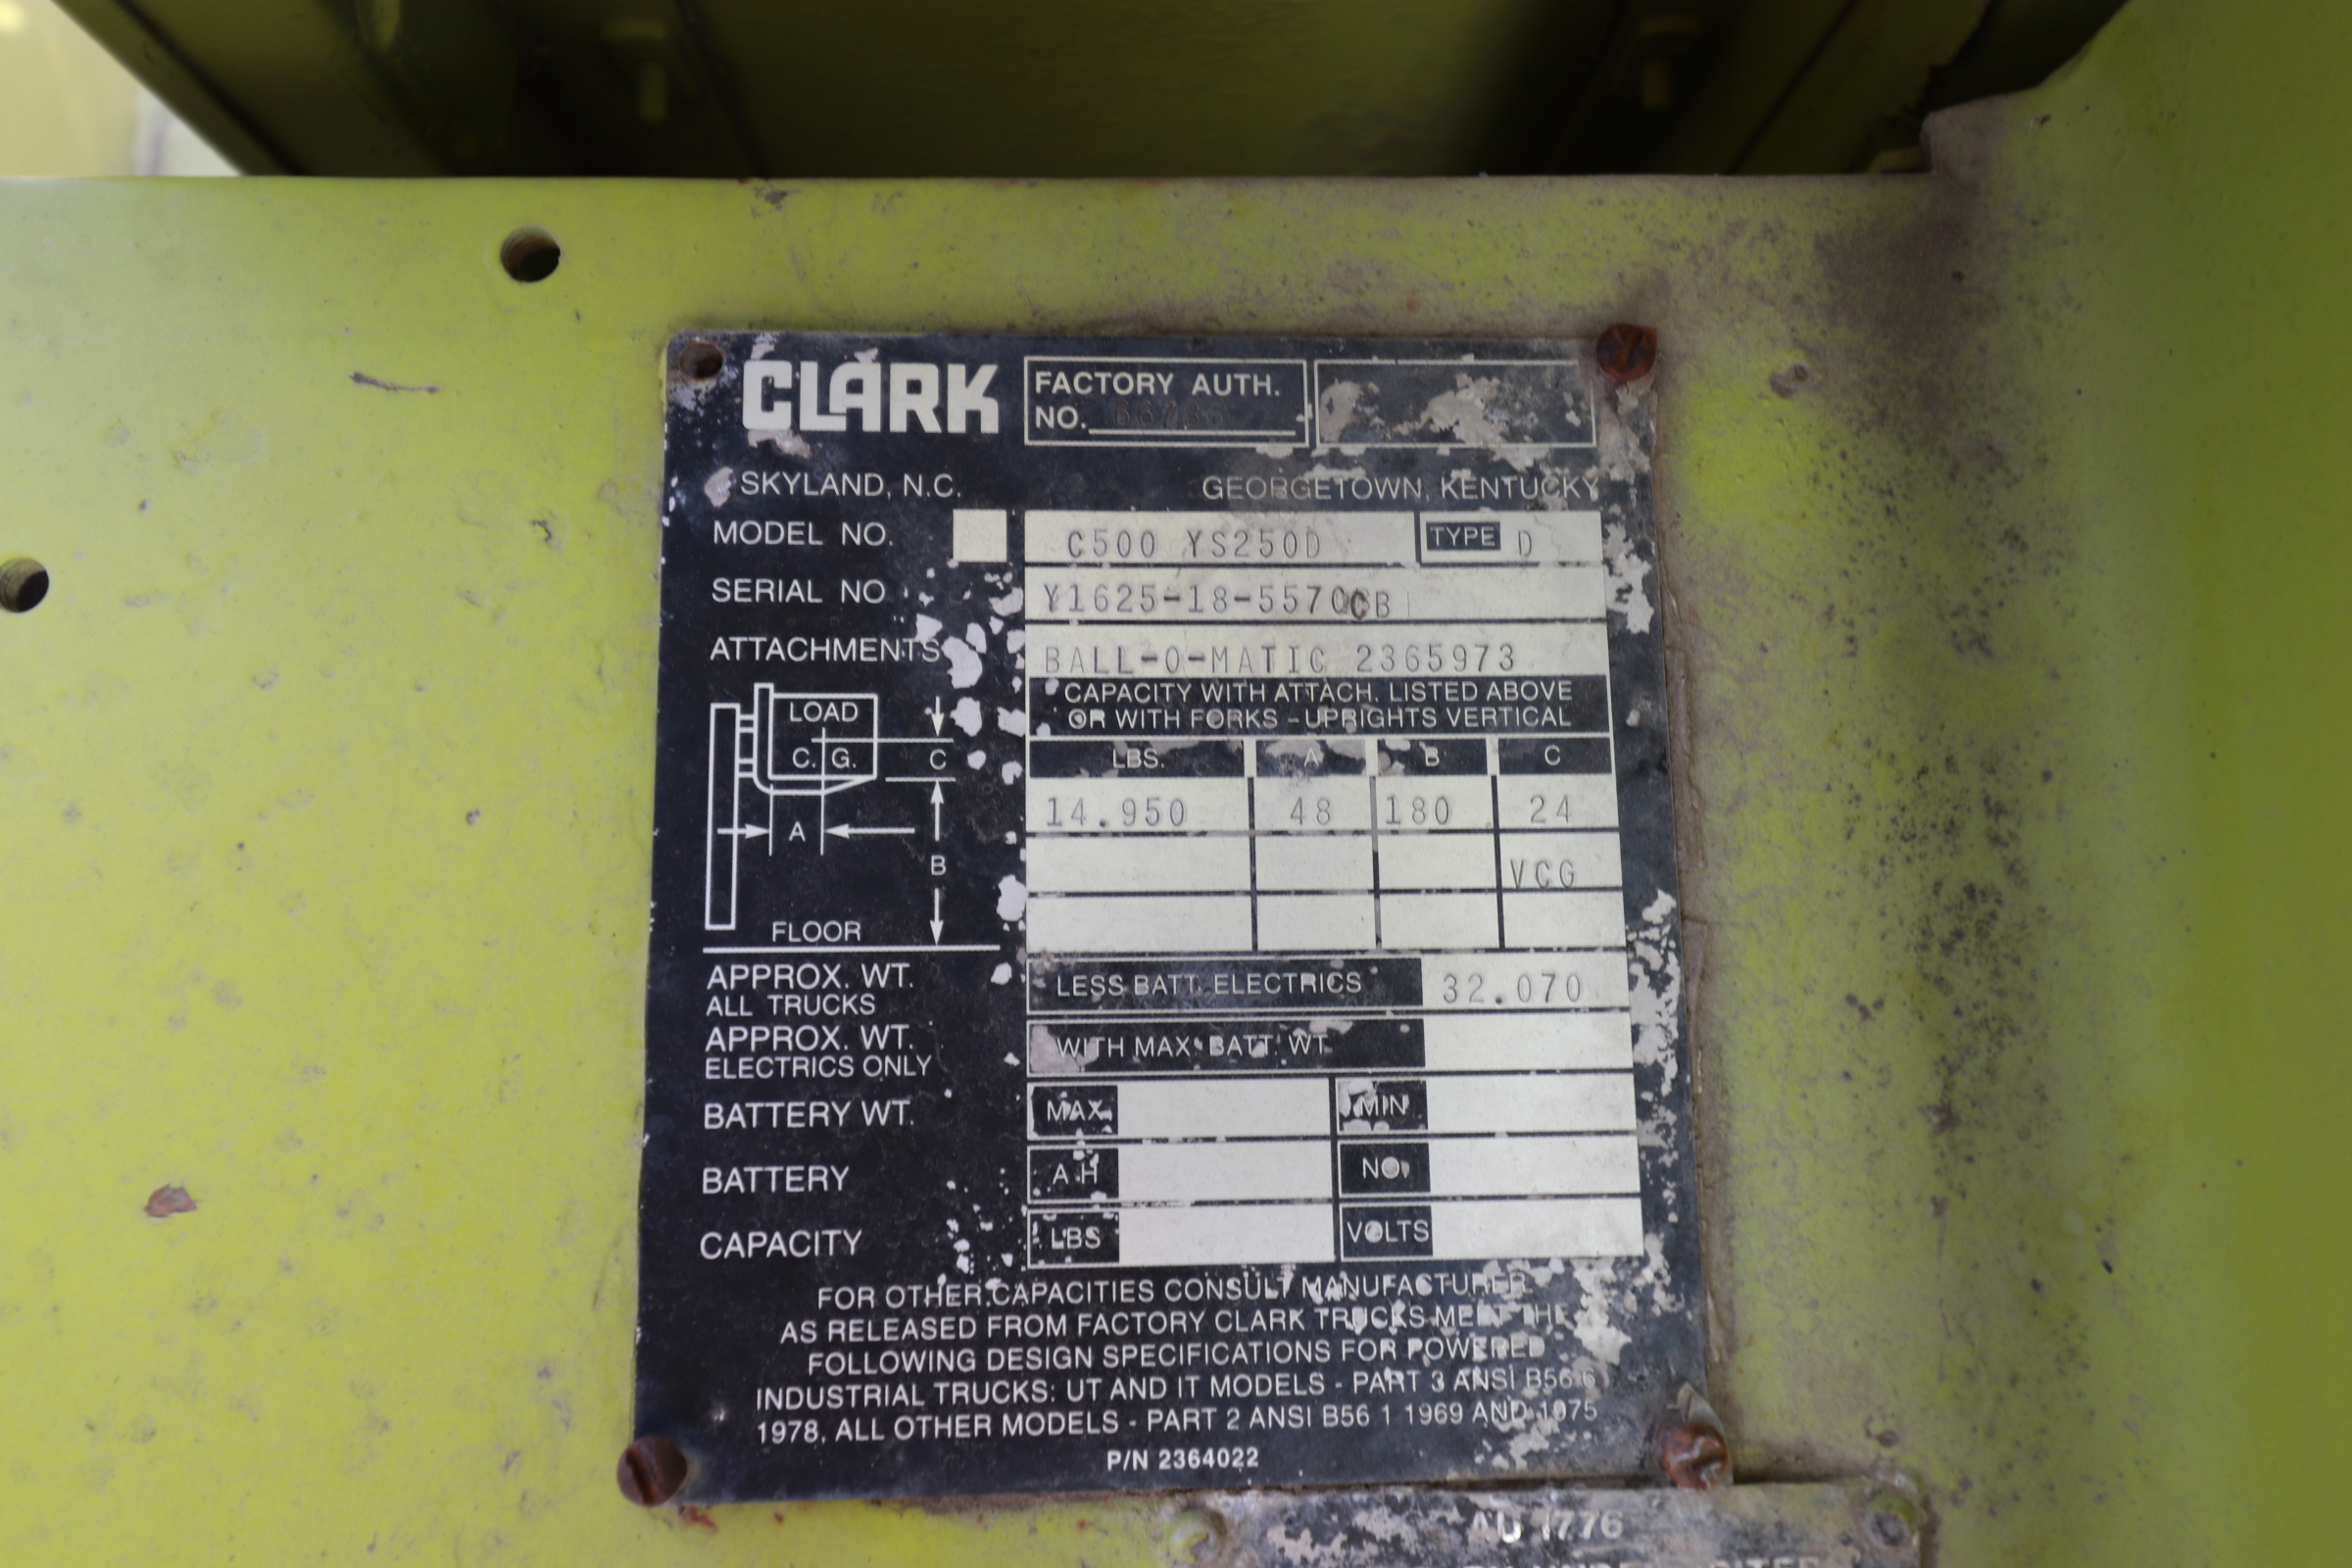 CLARK
FACTORY AUTH.
NO.
SKYLAND, N.C. GEORGETOWN, KENTUCKY
MODEL NO. C500 YS250D TYPE D
SERIAL NO Y1625-18-557CCB
ATTACHMENTS BALL-O-MATIC 2365973
CAPACITY WITH ATTACH. LISTED ABOVE
OR WITH FORKS - UPRIGHTS VERTICAL
LOAD
C. G.
C
A
B
FLOOR
LBS. A B C
14.950 48 180 24
VCG
APPROX. WT.
ALL TRUCKS
LESS BATT. ELECTRICS 32.070
APPROX. WT.
ELECTRICS ONLY
WITH MAX. BATT. WT
BATTERY WT. MAX. MIN
BATTERY A.H NO.
CAPACITY LBS VOLTS
FOR OTHER CAPACITIES CONSULT MANUFACTURER
AS RELEASED FROM FACTORY CLARK TRUCKS MEET THE
FOLLOWING DESIGN SPECIFICATIONS FOR POWERED
INDUSTRIAL TRUCKS: UT AND IT MODELS - PART 3 ANSI B56 6
1978, ALL OTHER MODELS - PART 2 ANSI B56 1 1969 AND 1975
P/N 2364022
1776